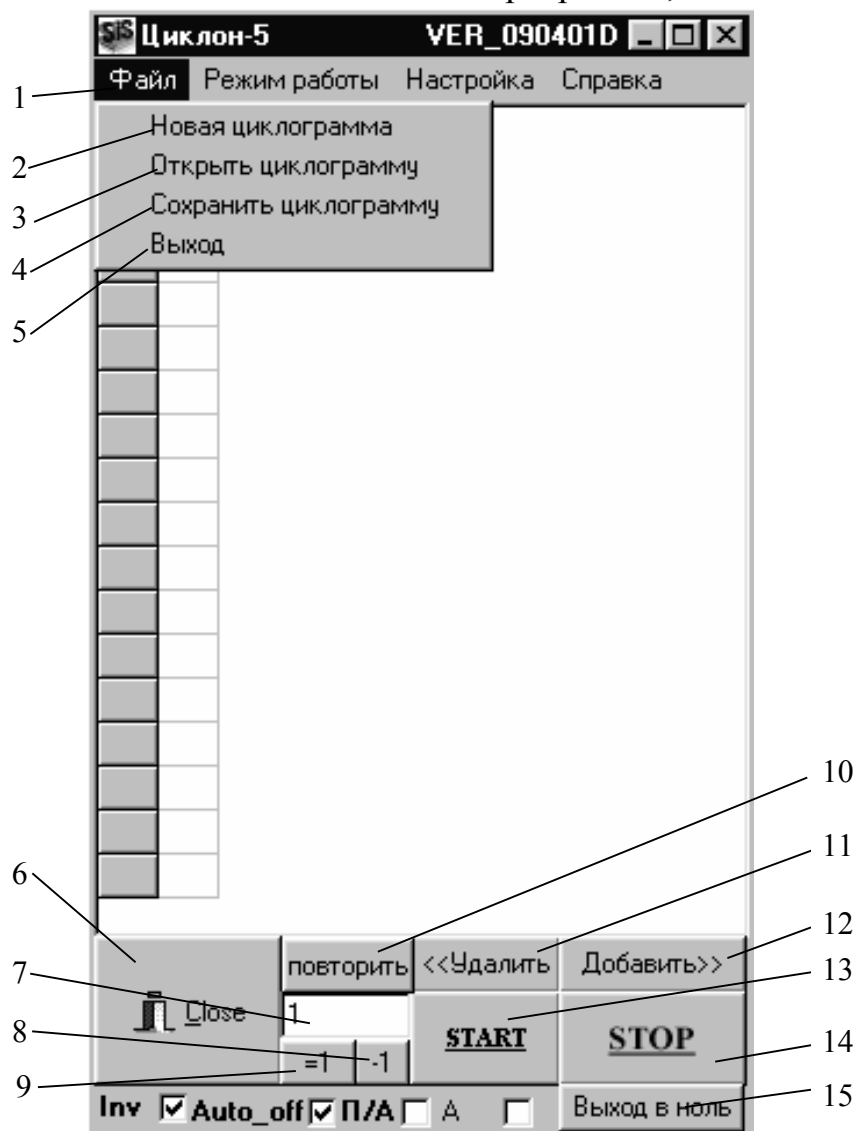 SiS Циклон-5 VER_090401D
1 Файл Режим работы Настройка Справка
2 Новая циклограмма
3 Открыть циклограмму
4 Сохранить циклограмму
5 Выход
10
6
11
12
повторить <<Удалить Добавить>>
7
13
Close 1 START STOP
8
14
9 =1 -1
15
Inv Auto_off П/А А Выход в ноль